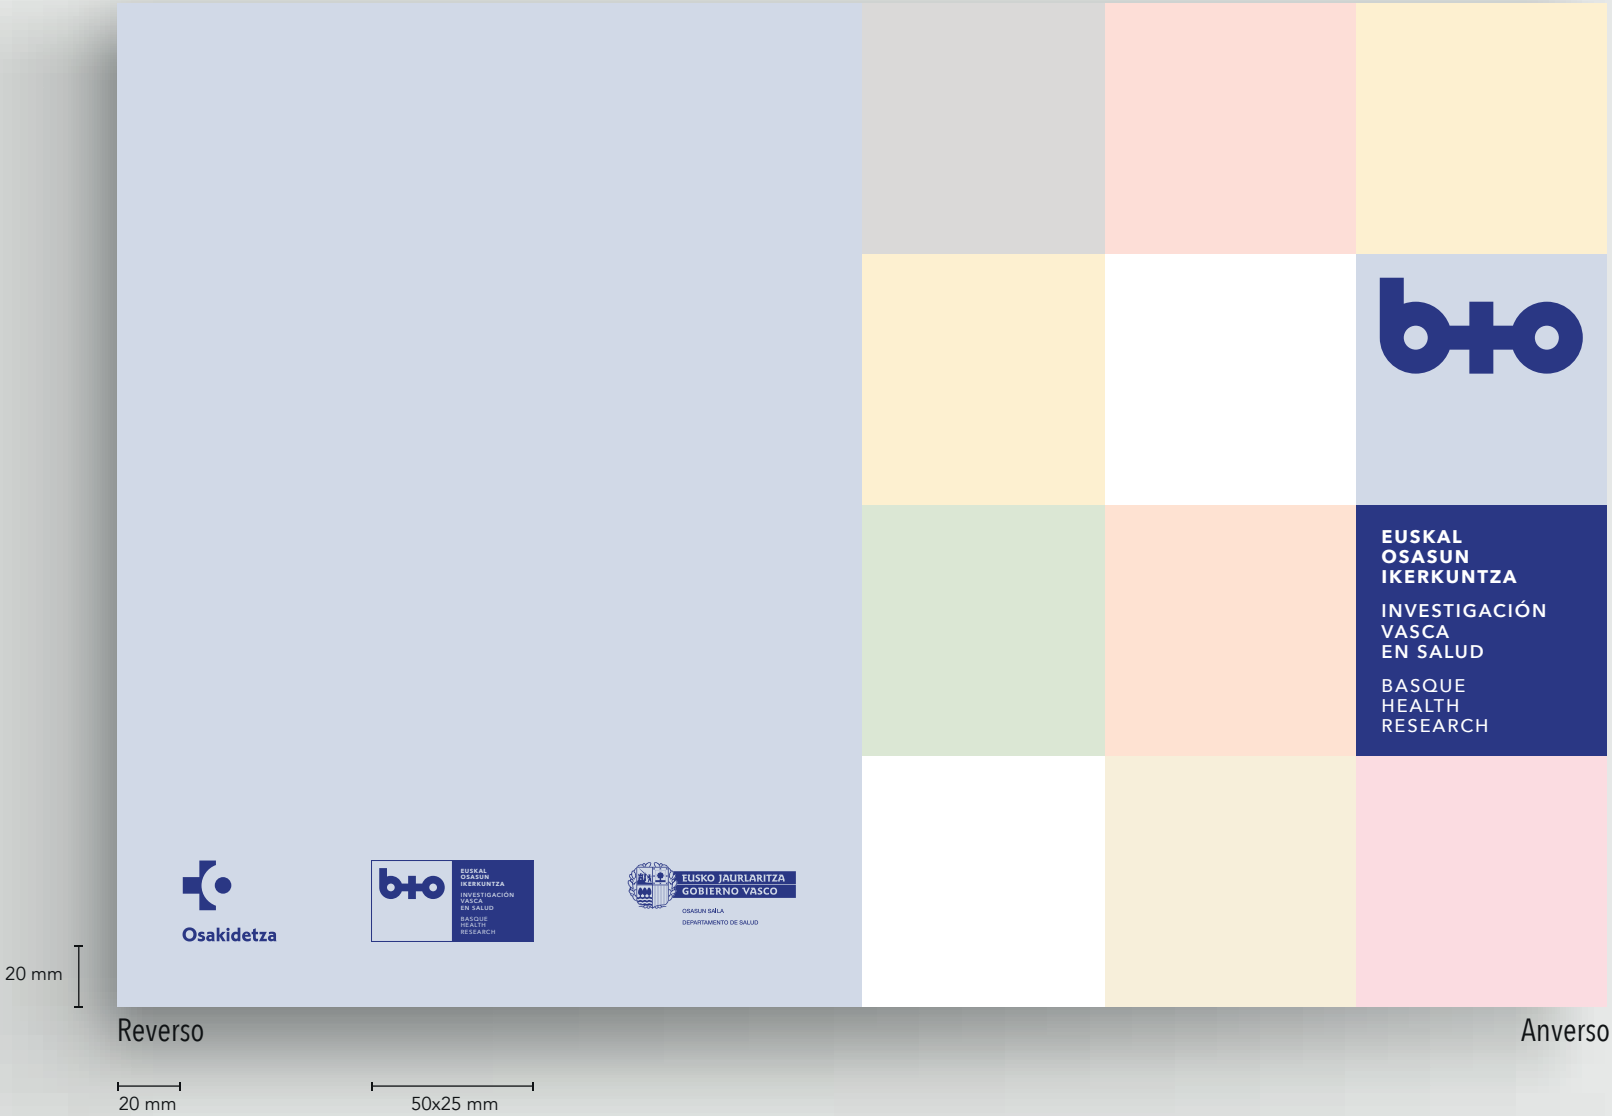 b+o
EUSKAL
OSASUN
IKERKUNTZA
INVESTIGACIÓN
VASCA
EN SALUD
BASQUE
HEALTH
RESEARCH
Osakidetza
b+o
EUSKAL
OSASUN
IKERKUNTZA
INVESTIGACIÓN
VASCA
EN SALUD
BASQUE
HEALTH
RESEARCH
EUSKO JAURLARITZA
GOBIERNO VASCO
OSASUN SAILA
DEPARTAMENTO DE SALUD
20 mm
Reverso
Anverso
20 mm
50x25 mm